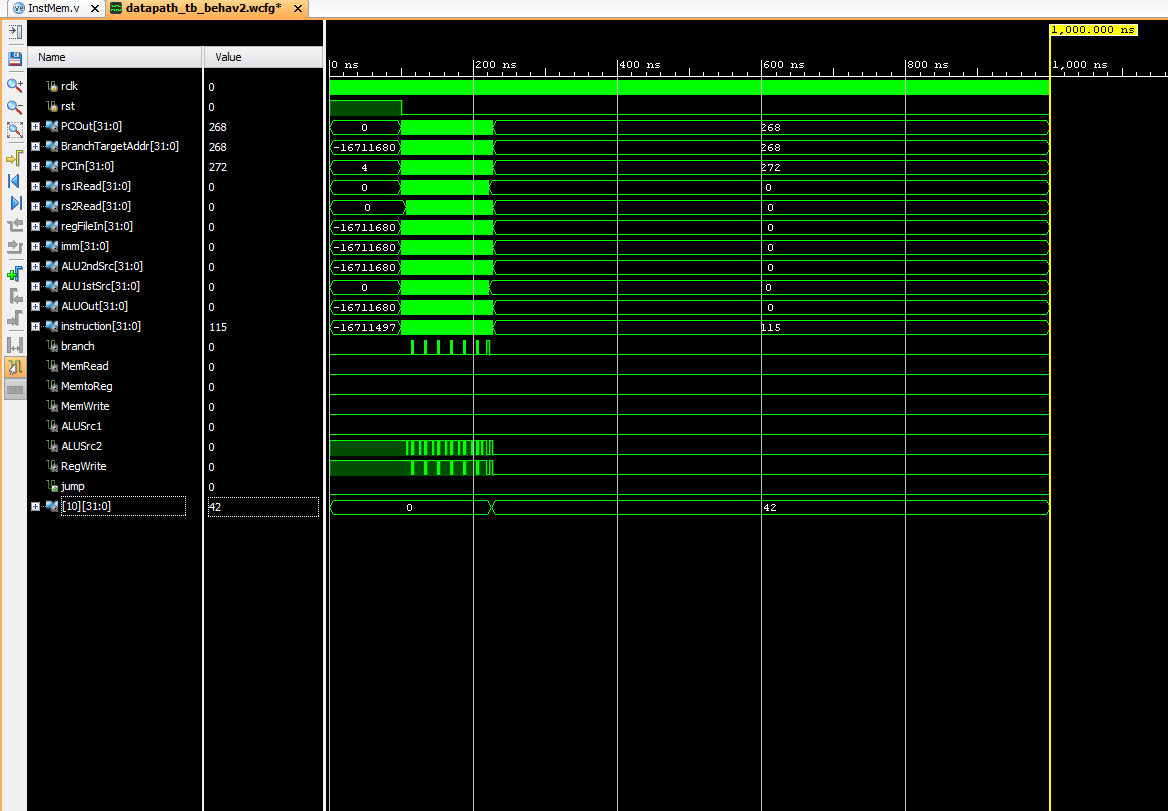 InstMem.v
datapath_tb_behav2.wcfg*
1,000.000 ns
Name Value
0 ns 200 ns 400 ns 600 ns 800 ns 1,000 ns
rclk 0
rst 0
PCOut[31:0] 268 0 268
BranchTargetAddr[31:0] 268 -16711680 268
PCIn[31:0] 272 4 272
rs1Read[31:0] 0 0 0
rs2Read[31:0] 0 0 0
regFileIn[31:0] 0 -16711680 0
imm[31:0] 0 -16711680 0
ALU2ndSrc[31:0] 0 -16711680 0
ALU1stSrc[31:0] 0 0 0
ALUOut[31:0] 0 -16711680 0
instruction[31:0] 115 -16711497 115
branch 0
MemRead 0
MemtoReg 0
MemWrite 0
ALUSrc1 0
ALUSrc2 0
RegWrite 0
jump 0
[10][31:0] 42 0 42